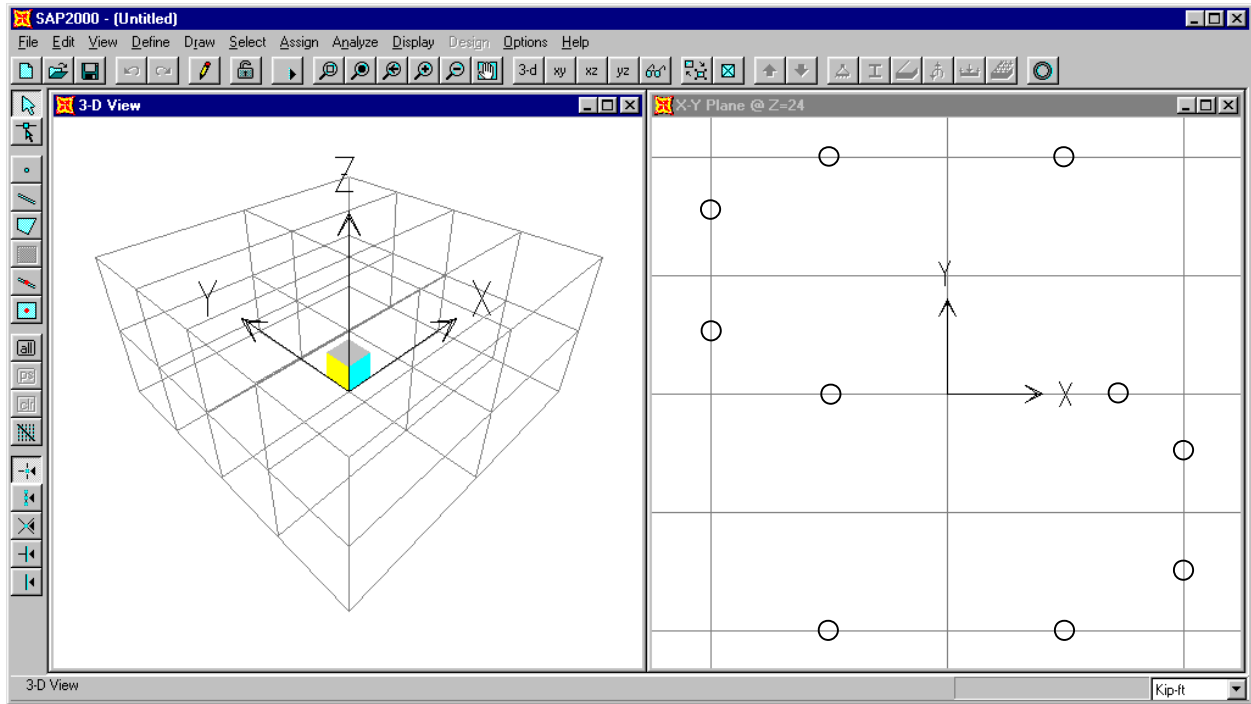 SAP2000 - (Untitled)
File Edit View Define Draw Select Assign Analyze Display Design Options Help
3-d xy xz yz
3-D View
X-Y Plane @ Z=24
Z
Y
X
Y
X
all
ps
clr
3-D View
Kip-ft